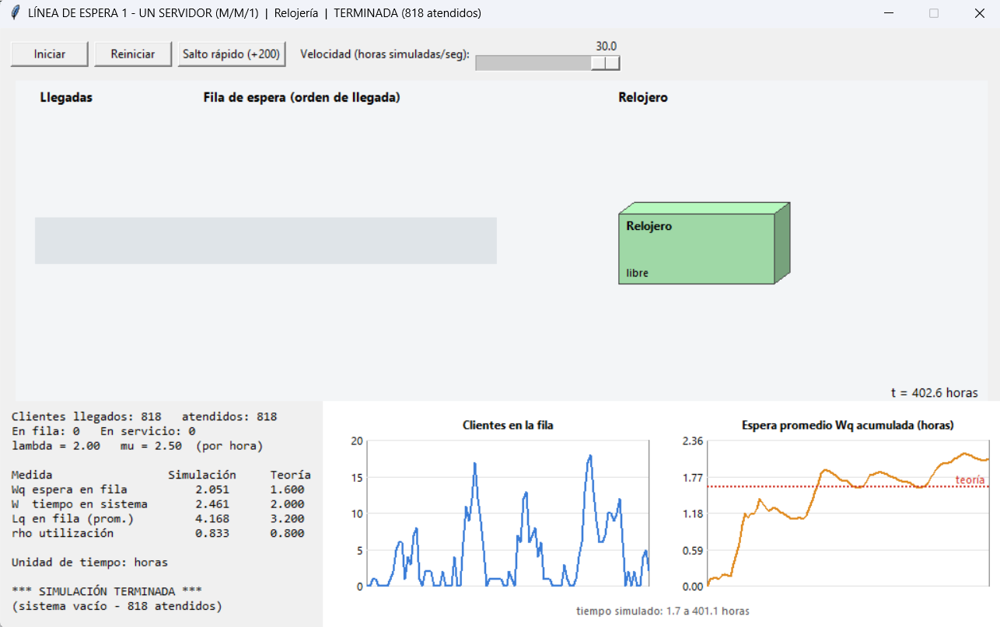 LÍNEA DE ESPERA 1 - UN SERVIDOR (M/M/1) | Relojería | TERMINADA (818 atendidos)
Iniciar Reiniciar Salto rápido (+200) Velocidad (horas simuladas/seg): 30.0
Llegadas Fila de espera (orden de llegada) Relojero
Relojero
libre
t = 402.6 horas
Clientes llegados: 818 atendidos: 818
En fila: 0 En servicio: 0
lambda = 2.00 mu = 2.50 (por hora)
Medida Simulación Teoría
Wq espera en fila 2.051 1.600
W tiempo en sistema 2.461 2.000
Lq en fila (prom.) 4.168 3.200
rho utilización 0.833 0.800
Unidad de tiempo: horas
*** SIMULACIÓN TERMINADA ***
(sistema vacío - 818 atendidos)
Clientes en la fila
20
15
10
5
0
Espera promedio Wq acumulada (horas)
2.36
1.77
teoría
1.18
0.59
0.00
tiempo simulado: 1.7 a 401.1 horas